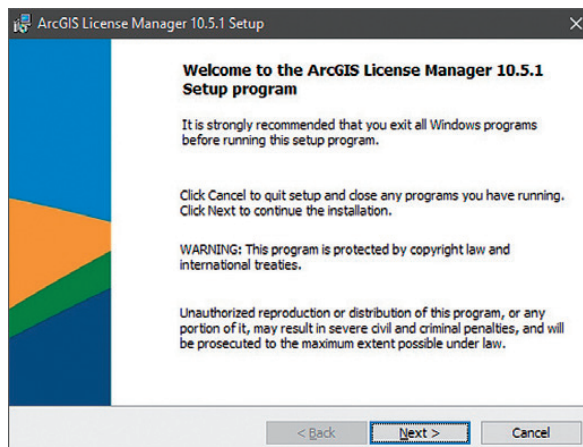 ArcGIS License Manager 10.5.1 Setup
Welcome to the ArcGIS License Manager 10.5.1
Setup program
It is strongly recommended that you exit all Windows programs
before running this setup program.
Click Cancel to quit setup and close any programs you have running.
Click Next to continue the installation.
WARNING: This program is protected by copyright law and
international treaties.
Unauthorized reproduction or distribution of this program, or any
portion of it, may result in severe civil and criminal penalties, and will
be prosecuted to the maximum extent possible under law.
< Back Next > Cancel